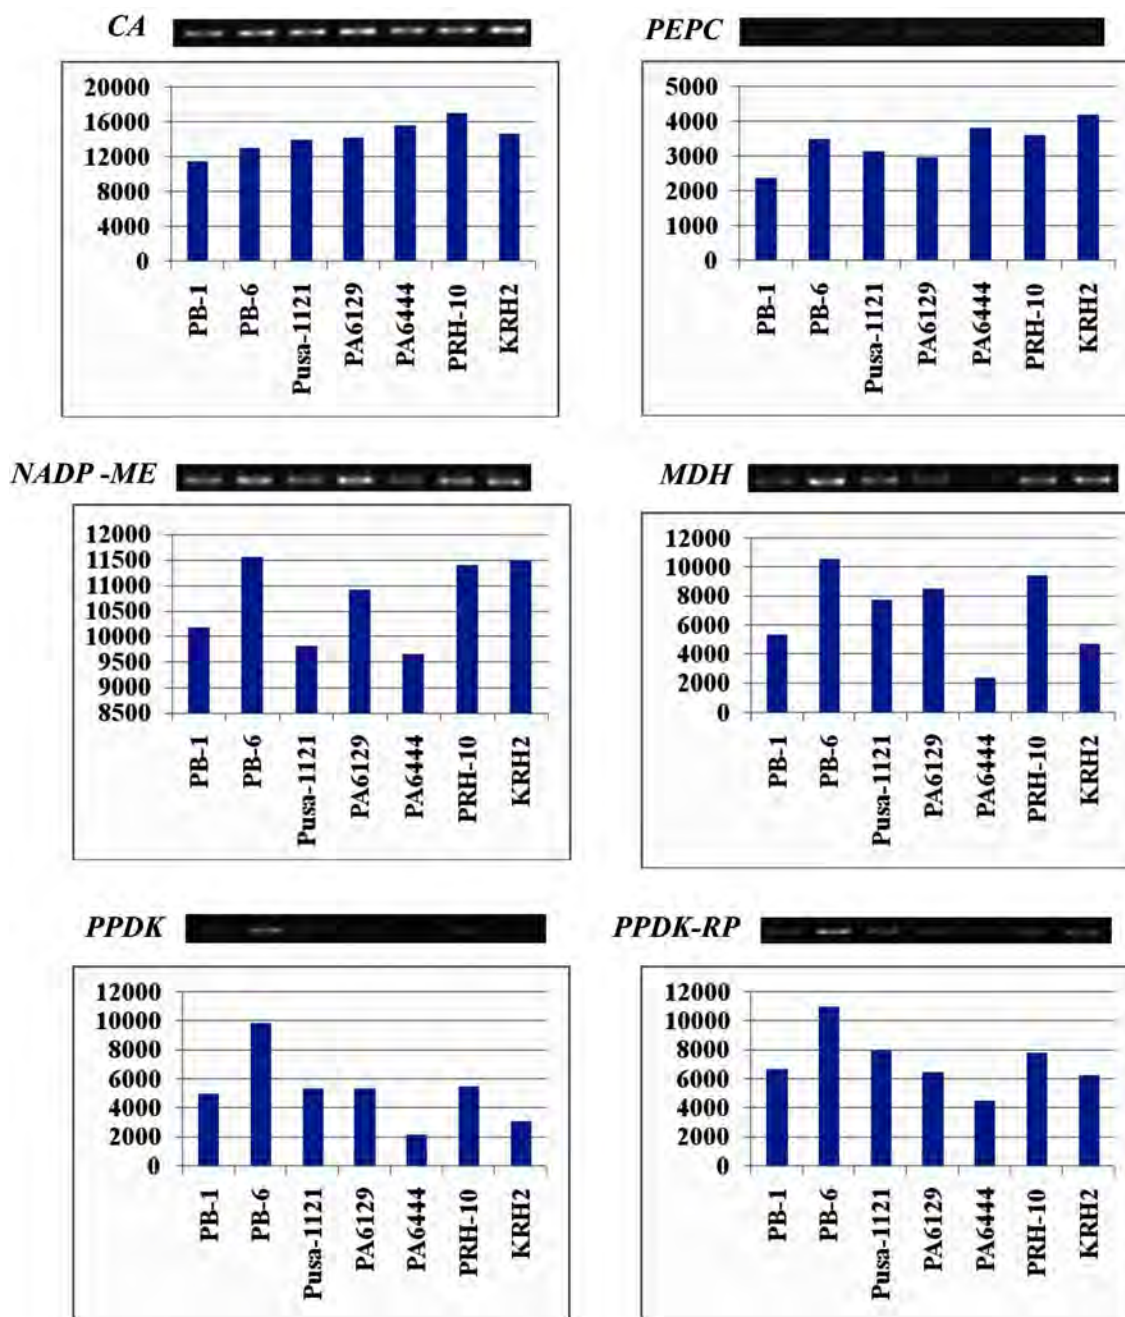 CA
20000
16000
12000
8000
4000
0
PB-1
PB-6
Pusa-1121
PA6129
PA6444
PRH-10
KRH2
PEPC
5000
4000
3000
2000
1000
0
PB-1
PB-6
Pusa-1121
PA6129
PA6444
PRH-10
KRH2
NADP -ME
12000
11500
11000
10500
10000
9500
9000
8500
PB-1
PB-6
Pusa-1121
PA6129
PA6444
PRH-10
KRH2
MDH
12000
10000
8000
6000
4000
2000
0
PB-1
PB-6
Pusa-1121
PA6129
PA6444
PRH-10
KRH2
PPDK
12000
10000
8000
6000
4000
2000
0
PB-1
PB-6
Pusa-1121
PA6129
PA6444
PRH-10
KRH2
PPDK-RP
12000
10000
8000
6000
4000
2000
0
PB-1
PB-6
Pusa-1121
PA6129
PA6444
PRH-10
KRH2